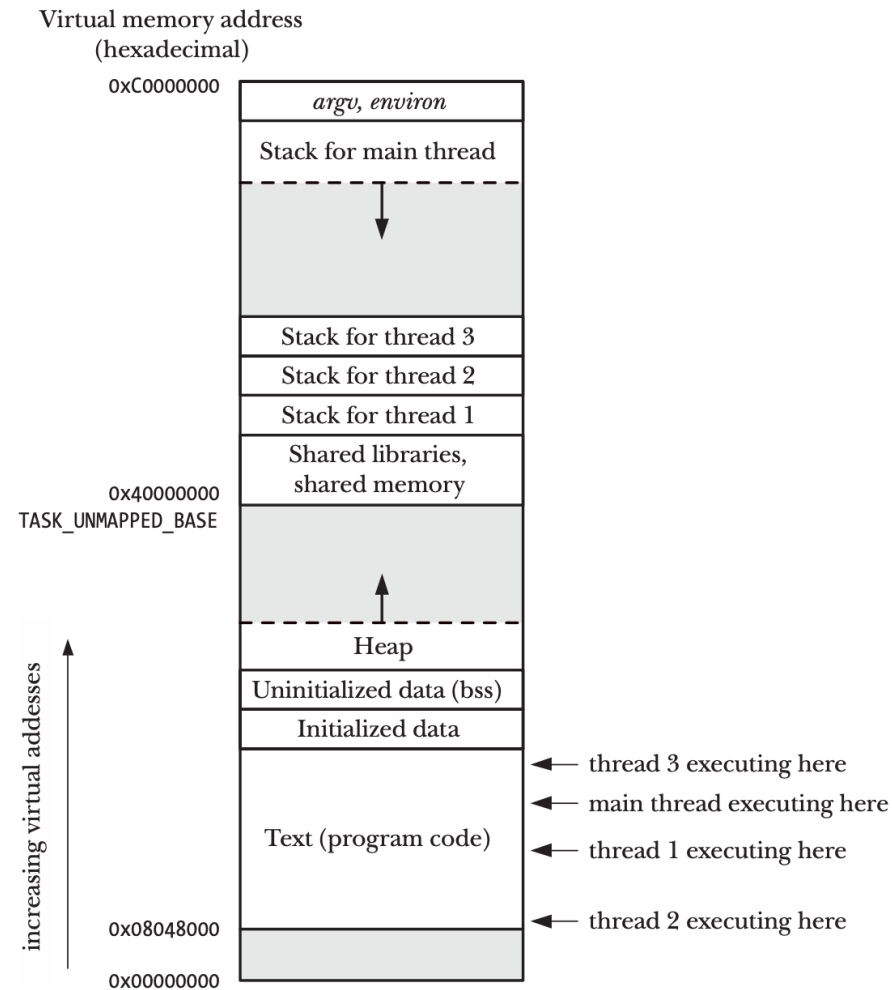 Virtual memory address
(hexadecimal)
0xC0000000
argv, environ
Stack for main thread
Stack for thread 3
Stack for thread 2
Stack for thread 1
Shared libraries,
shared memory
0x40000000
TASK_UNMAPPED_BASE
Heap
Uninitialized data (bss)
Initialized data
increasing virtual addesses
thread 3 executing here
main thread executing here
Text (program code)
thread 1 executing here
thread 2 executing here
0x08048000
0x00000000